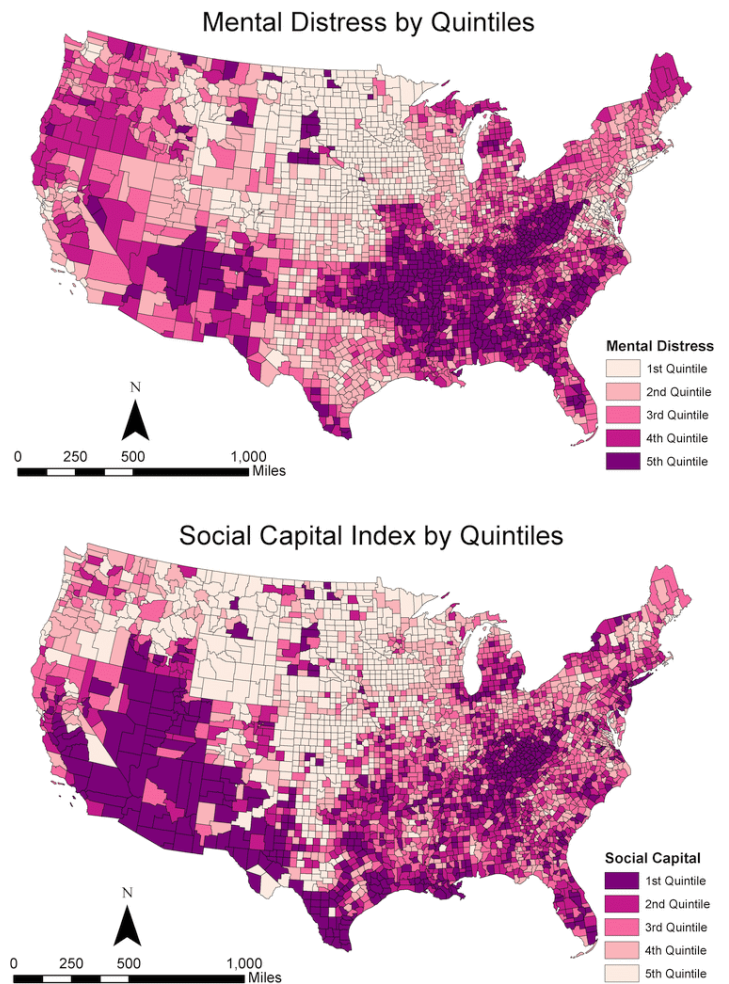 Mental Distress by Quintiles
Mental Distress
1st Quintile
2nd Quintile
3rd Quintile
4th Quintile
5th Quintile
N
0 250 500 1,000
Miles
Social Capital Index by Quintiles
Social Capital
1st Quintile
2nd Quintile
3rd Quintile
4th Quintile
5th Quintile
N
0 250 500 1,000
Miles